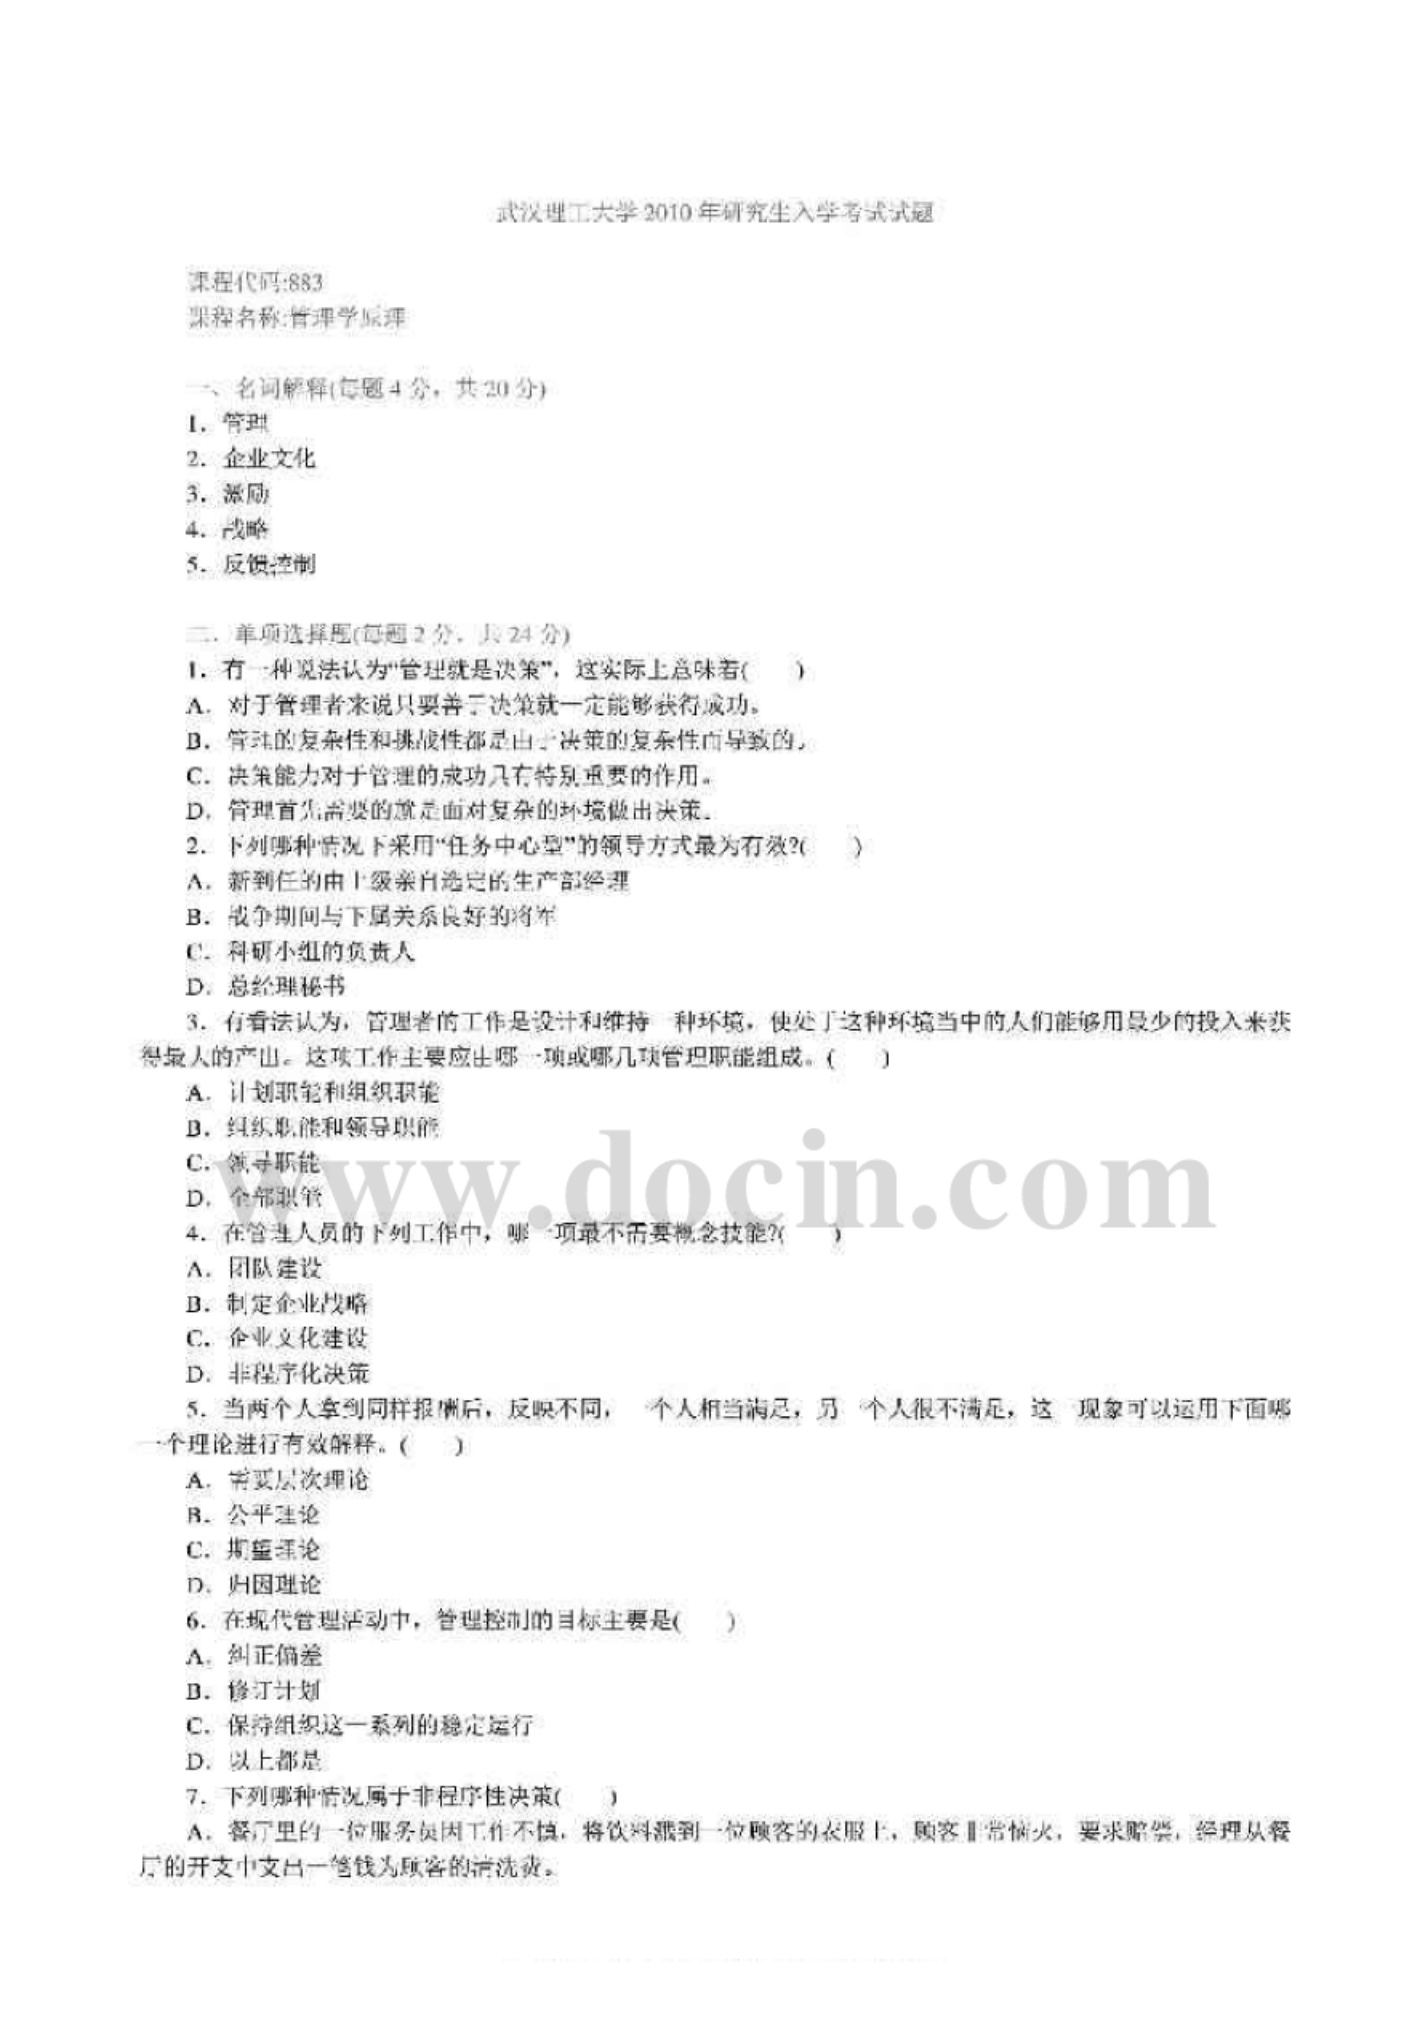 武汉理工大学2010年研究生入学考试试题
课程代码:883
课程名称:管理学原理
一、名词解释(每题4分，共20分)
1．管理
2．企业文化
3．激励
4．战略
5．反馈控制
二、单项选择题(每题2分，共24分)
1．有一种说法认为“管理就是决策”，这实际上意味着(　　)
A．对于管理者来说只要善于决策就一定能够获得成功。
B．管理的复杂性和挑战性都是由于决策的复杂性而导致的。
C．决策能力对于管理的成功具有特别重要的作用。
D．管理首先需要的就是面对复杂的环境做出决策。
2．下列哪种情况下采用“任务中心型”的领导方式最为有效?(　　)
A．新到任的由上级亲自选定的生产部经理
B．战争期间与下属关系良好的将军
C．科研小组的负责人
D．总经理秘书
3．有看法认为，管理者的工作是设计和维持一种环境，使处于这种环境当中的人们能够用最少的投入来获
得最大的产出。这项工作主要应由哪一项或哪几项管理职能组成。(　　)
A．计划职能和组织职能
B．组织职能和领导职能
C．领导职能
D．全部职能
4．在管理人员的下列工作中，哪一项最不需要概念技能?(　　)
A．团队建设
B．制定企业战略
C．企业文化建设
D．非程序化决策
5．当两个人拿到同样报酬后，反映不同，一个人相当满足，另一个人很不满足，这一现象可以运用下面哪
一个理论进行有效解释。(　　)
A．需要层次理论
B．公平理论
C．期望理论
D．归因理论
6．在现代管理活动中，管理控制的目标主要是(　　)
A．纠正偏差
B．修订计划
C．保持组织这一系列的稳定运行
D．以上都是
7．下列哪种情况属于非程序性决策(　　)
A．餐厅里的一位服务员因工作不慎，将饮料溅到一位顾客的衣服上，顾客非常恼火，要求赔偿，经理从餐
厅的开支中支出一笔钱为顾客的清洗费。
www.docin.com